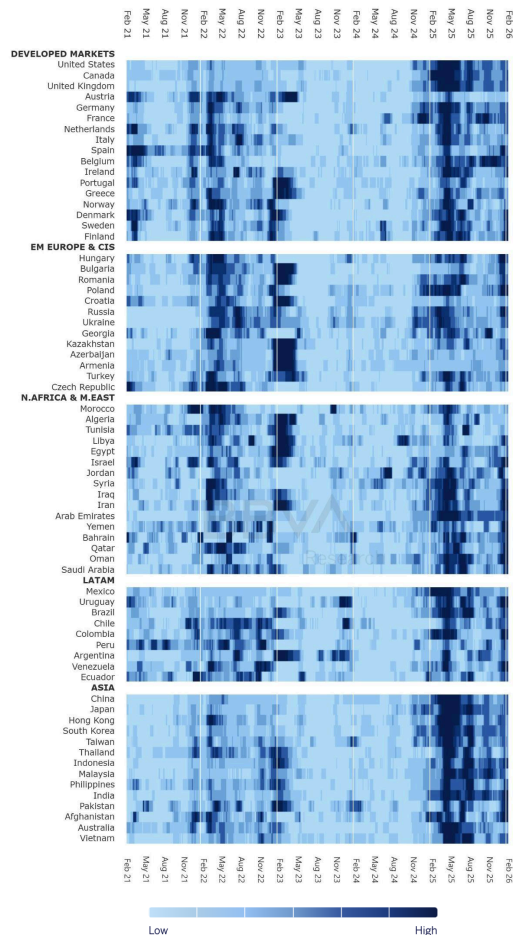 Feb 21
May 21
Aug 21
Nov 21
Feb 22
May 22
Aug 22
Nov 22
Feb 23
May 23
Aug 23
Nov 23
Feb 24
May 24
Aug 24
Nov 24
Feb 25
May 25
Aug 25
Nov 25
Feb 26
DEVELOPED MARKETS
United States
Canada
United Kingdom
Austria
Germany
France
Netherlands
Italy
Spain
Belgium
Ireland
Portugal
Greece
Norway
Denmark
Sweden
Finland
EM EUROPE & CIS
Hungary
Bulgaria
Romania
Poland
Croatia
Russia
Ukraine
Georgia
Kazakhstan
Azerbaijan
Armenia
Turkey
Czech Republic
N.AFRICA & M.EAST
Morocco
Algeria
Tunisia
Libya
Egypt
Israel
Jordan
Syria
Iraq
Iran
Arab Emirates
Yemen
Bahrain
Qatar
Oman
Saudi Arabia
BBVA
Research
LATAM
Mexico
Uruguay
Brazil
Chile
Colombia
Peru
Argentina
Venezuela
Ecuador
ASIA
China
Japan
Hong Kong
South Korea
Taiwan
Thailand
Indonesia
Malaysia
Philippines
India
Pakistan
Afghanistan
Australia
Vietnam
Feb 21
May 21
Aug 21
Nov 21
Feb 22
May 22
Aug 22
Nov 22
Feb 23
May 23
Aug 23
Nov 23
Feb 24
May 24
Aug 24
Nov 24
Feb 25
May 25
Aug 25
Nov 25
Feb 26
Low
High